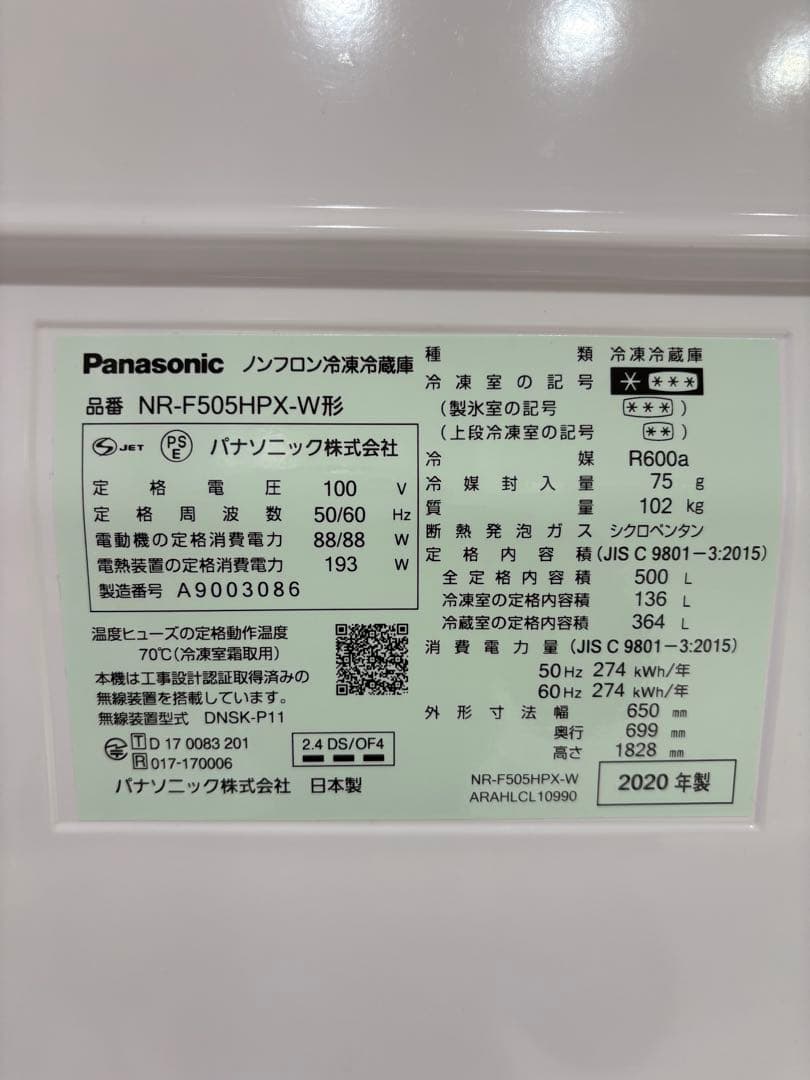 Panasonic ノンフロン冷凍冷蔵庫
品番 NR-F505HPX-W形
S JET PSE パナソニック株式会社
定格電圧 100 V
定格周波数 50/60 Hz
電動機の定格消費電力 88/88 W
電熱装置の定格消費電力 193 W
製造番号 A9003086
温度ヒューズの定格動作温度
70℃(冷凍室霜取用)
本機は工事設計認証取得済みの
無線装置を搭載しています。
無線装置型式 DNSK-P11
T D 17 0083 201
R 017-170006
2.4 DS/OF4
パナソニック株式会社 日本製
種類 冷凍冷蔵庫
冷凍室の記号 * ***
(製氷室の記号 *** )
(上段冷凍室の記号 ** )
冷媒 R600a
冷媒封入量 75 g
質量 102 kg
断熱発泡ガス シクロペンタン
定格内容積(JIS C 9801-3:2015)
全定格内容積 500 L
冷凍室の定格内容積 136 L
冷蔵室の定格内容積 364 L
消費電力量(JIS C 9801-3:2015)
50Hz 274 kWh/年
60Hz 274 kWh/年
外形寸法 幅 650 mm
奥行 699 mm
高さ 1828 mm
NR-F505HPX-W
ARAHLCL10990
2020 年製